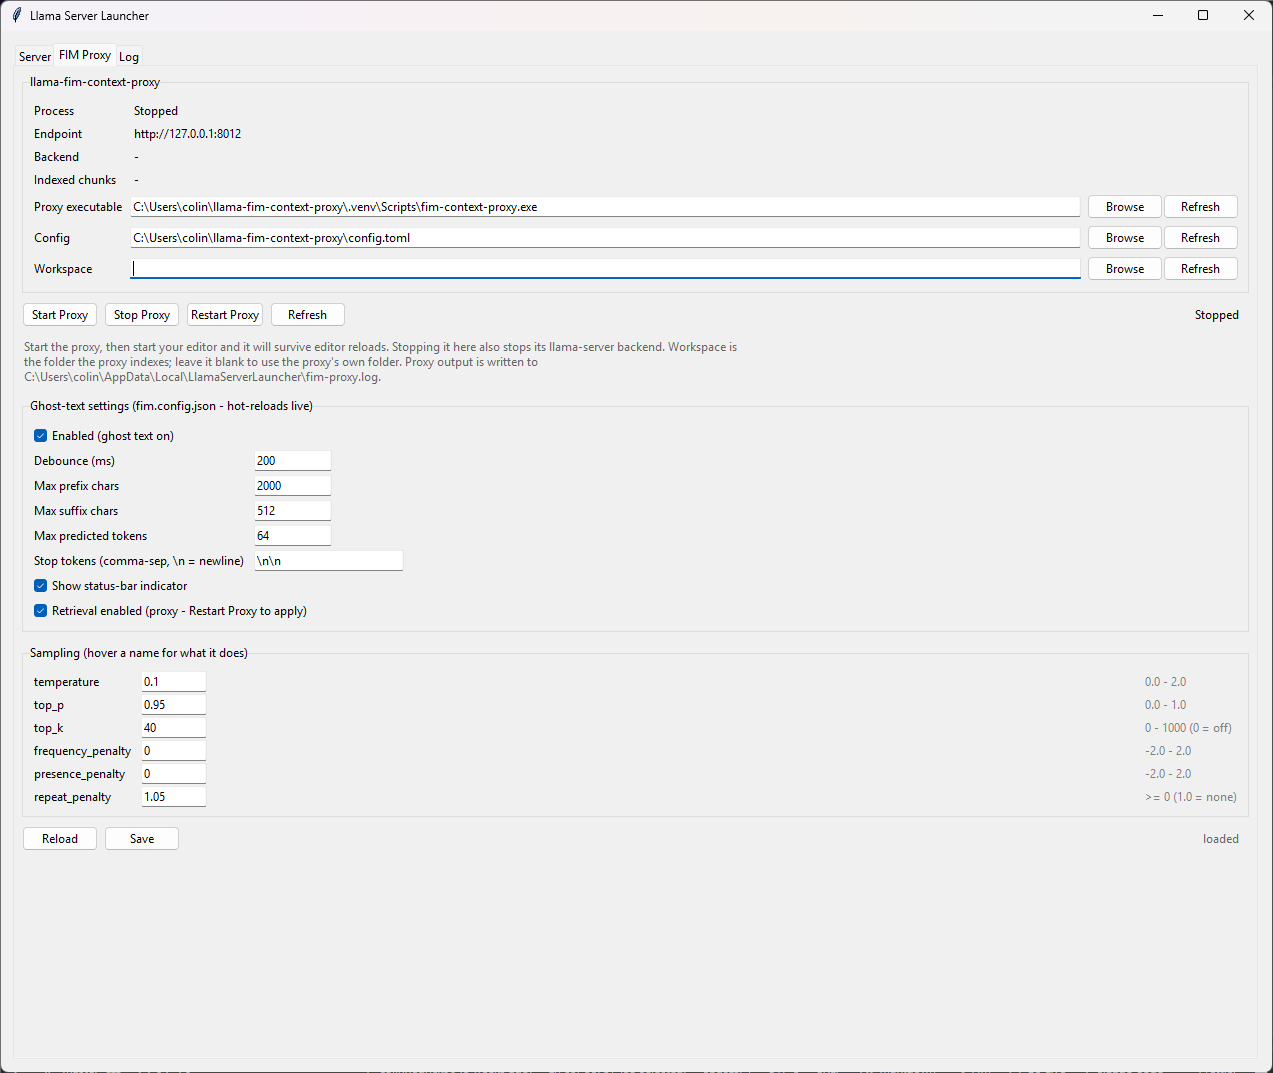 Llama Server Launcher
Server FIM Proxy Log
llama-fim-context-proxy
Process Stopped
Endpoint http://127.0.0.1:8012
Backend -
Indexed chunks -
Proxy executable C:\Users\colin\llama-fim-context-proxy\.venv\Scripts\fim-context-proxy.exe Browse Refresh
Config C:\Users\colin\llama-fim-context-proxy\config.toml Browse Refresh
Workspace Browse Refresh
Start Proxy Stop Proxy Restart Proxy Refresh Stopped
Start the proxy, then start your editor and it will survive editor reloads. Stopping it here also stops its llama-server backend. Workspace is
the folder the proxy indexes; leave it blank to use the proxy's own folder. Proxy output is written to
C:\Users\colin\AppData\Local\LlamaServerLauncher\fim-proxy.log.
Ghost-text settings (fim.config.json - hot-reloads live)
Enabled (ghost text on)
Debounce (ms) 200
Max prefix chars 2000
Max suffix chars 512
Max predicted tokens 64
Stop tokens (comma-sep, \n = newline) \n\n
Show status-bar indicator
Retrieval enabled (proxy - Restart Proxy to apply)
Sampling (hover a name for what it does)
temperature 0.1 0.0 - 2.0
top_p 0.95 0.0 - 1.0
top_k 40 0 - 1000 (0 = off)
frequency_penalty 0 -2.0 - 2.0
presence_penalty 0 -2.0 - 2.0
repeat_penalty 1.05 >= 0 (1.0 = none)
Reload Save loaded